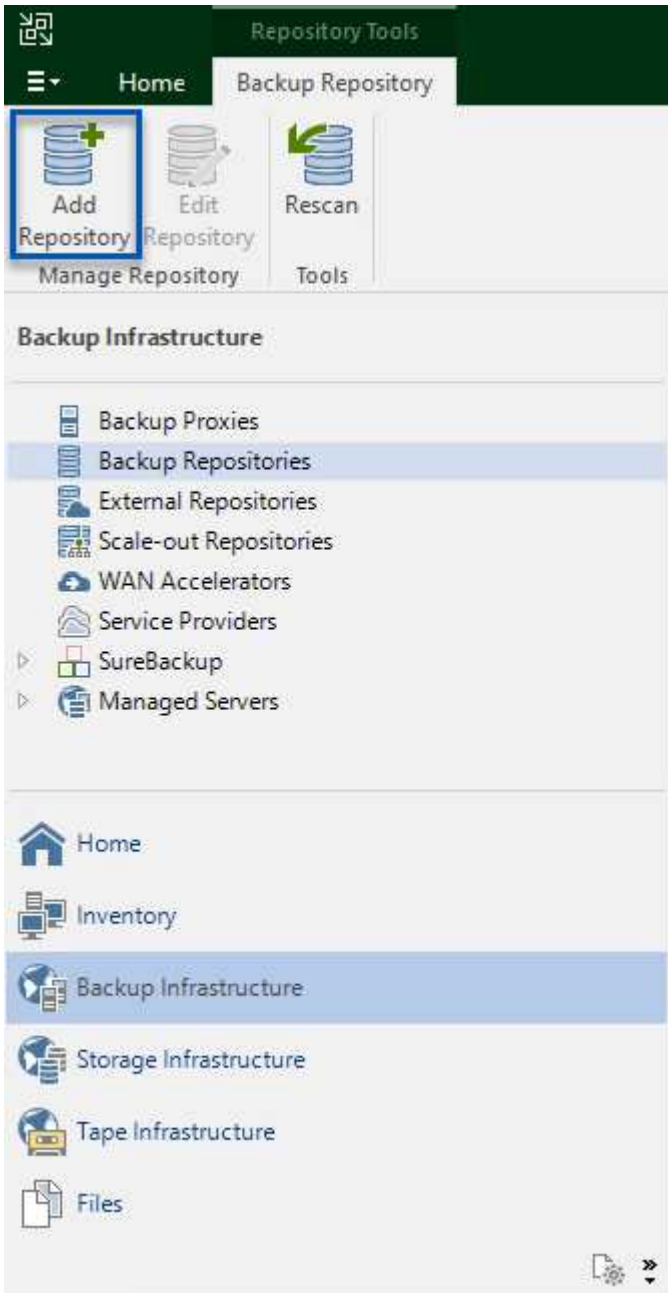 Repository Tools
Home Backup Repository
Add Edit Rescan
Repository Repository
Manage Repository Tools
Backup Infrastructure
Backup Proxies
Backup Repositories
External Repositories
Scale-out Repositories
WAN Accelerators
Service Providers
SureBackup
Managed Servers
Home
Inventory
Backup Infrastructure
Storage Infrastructure
Tape Infrastructure
Files